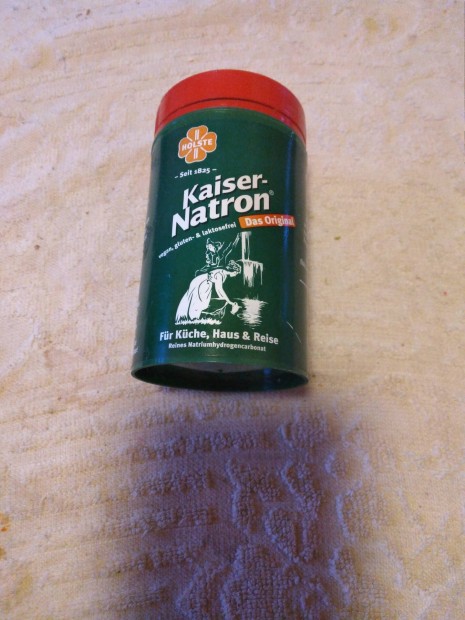 HOLSTE
– Seit 1825 –
Kaiser-
Natron®
Das Original
vegan, gluten- & laktosefrei
Für Küche, Haus & Reise
Reines Natriumhydrogencarbonat